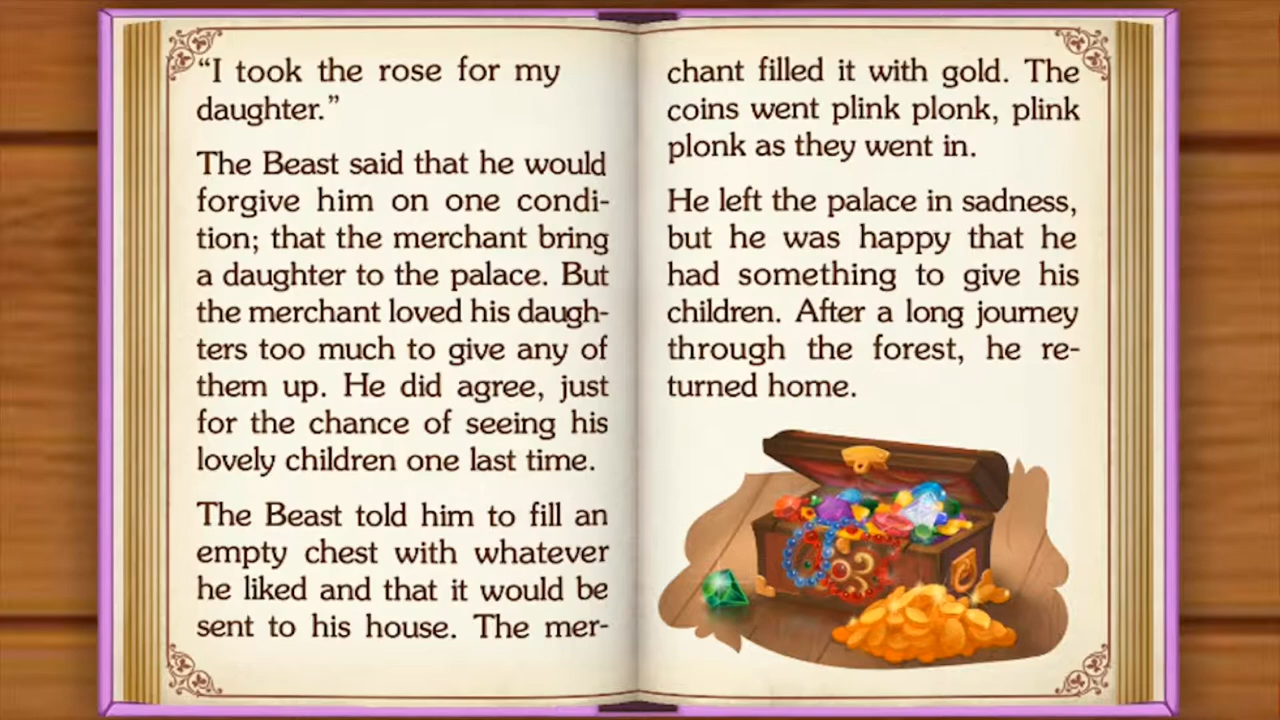 “I took the rose for my
daughter.”
The Beast said that he would
forgive him on one condi-
tion; that the merchant bring
a daughter to the palace. But
the merchant loved his daugh-
ters too much to give any of
them up. He did agree, just
for the chance of seeing his
lovely children one last time.
The Beast told him to fill an
empty chest with whatever
he liked and that it would be
sent to his house. The mer-
chant filled it with gold. The
coins went plink plonk, plink
plonk as they went in.
He left the palace in sadness,
but he was happy that he
had something to give his
children. After a long journey
through the forest, he re-
turned home.